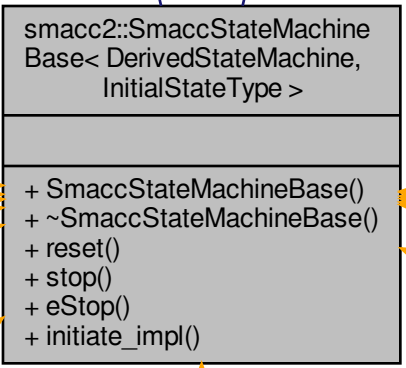 smacc2::SmaccStateMachine
Base< DerivedStateMachine,
InitialStateType >
+ SmaccStateMachineBase()
+ ~SmaccStateMachineBase()
+ reset()
+ stop()
+ eStop()
+ initiate_impl()